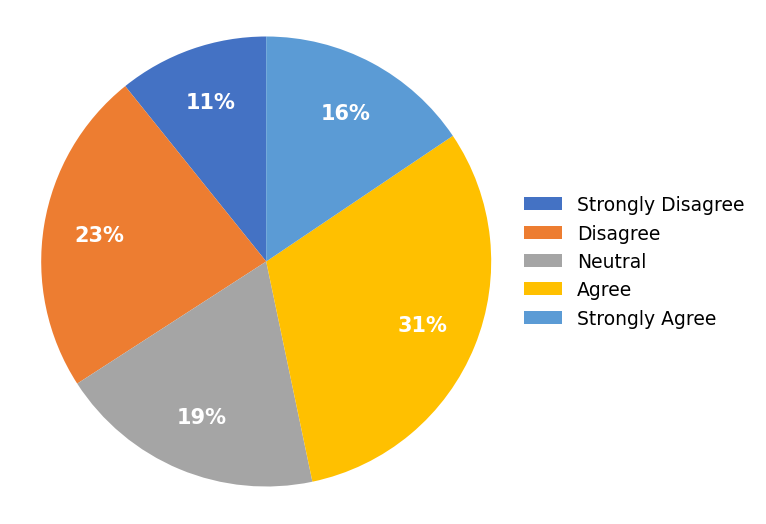 11%
16%
23%
31%
19%
Strongly Disagree
Disagree
Neutral
Agree
Strongly Agree